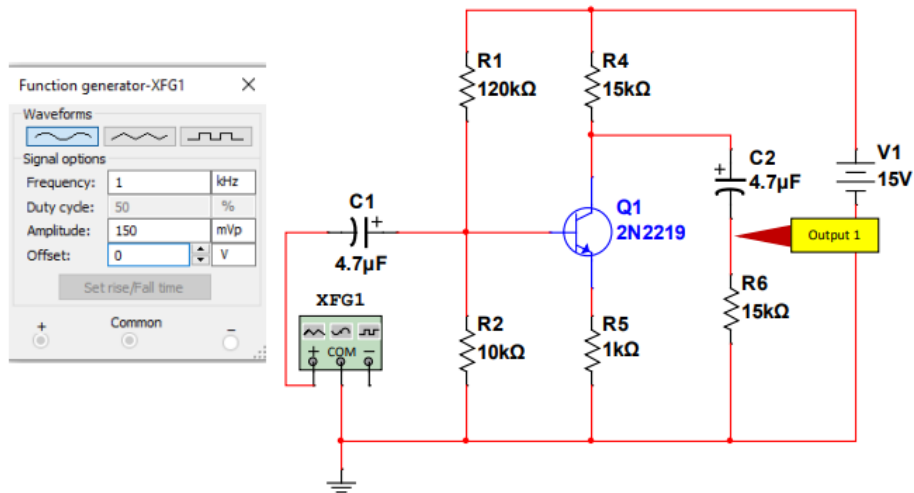 Function generator-XFG1
Waveforms
Signal options
Frequency: 1 kHz
Duty cycle: 50 %
Amplitude: 150 mVp
Offset: 0 V
Set rise/Fall time
+ Common −
R1
120kΩ
R4
15kΩ
C1
+
4.7µF
Q1
2N2219
+
C2
4.7µF
V1
15V
Output 1
XFG1
+ COM −
R2
10kΩ
R5
1kΩ
R6
15kΩ